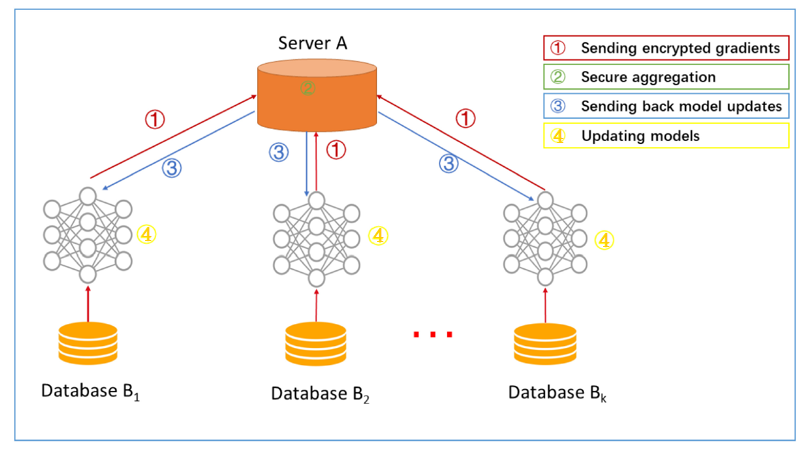 Server A
① Sending encrypted gradients
② Secure aggregation
③ Sending back model updates
④ Updating models
②
①
③
③
①
①
③
④
④
④
...
Database B₁
Database B₂
Database Bₖ